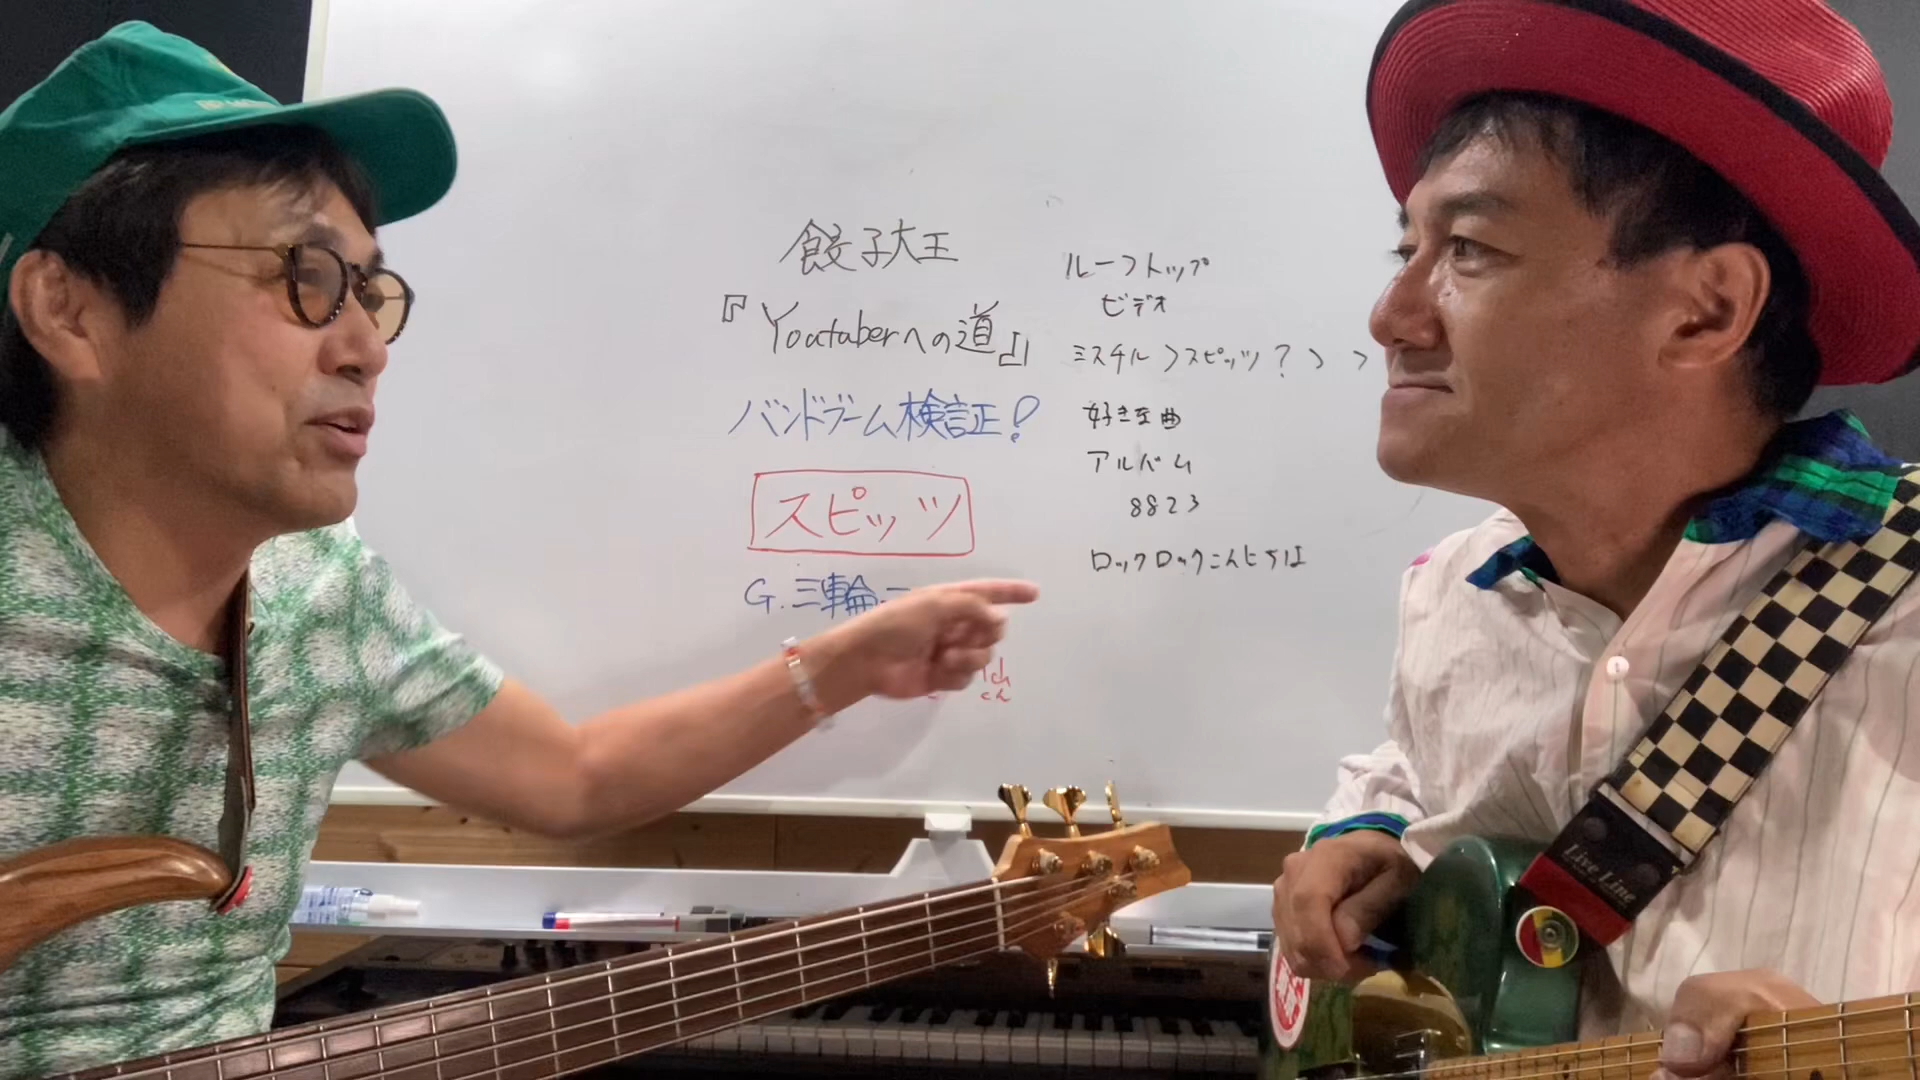 餃子大王
『Youtuberへの道』
バンドブーム検証!
スピッツ
G. 三輪
ルーフトップ
ビデオ
ミスチル > スピッツ? > >
好きな曲
アルバム
8823
ロックロックこんにちは
Live Line